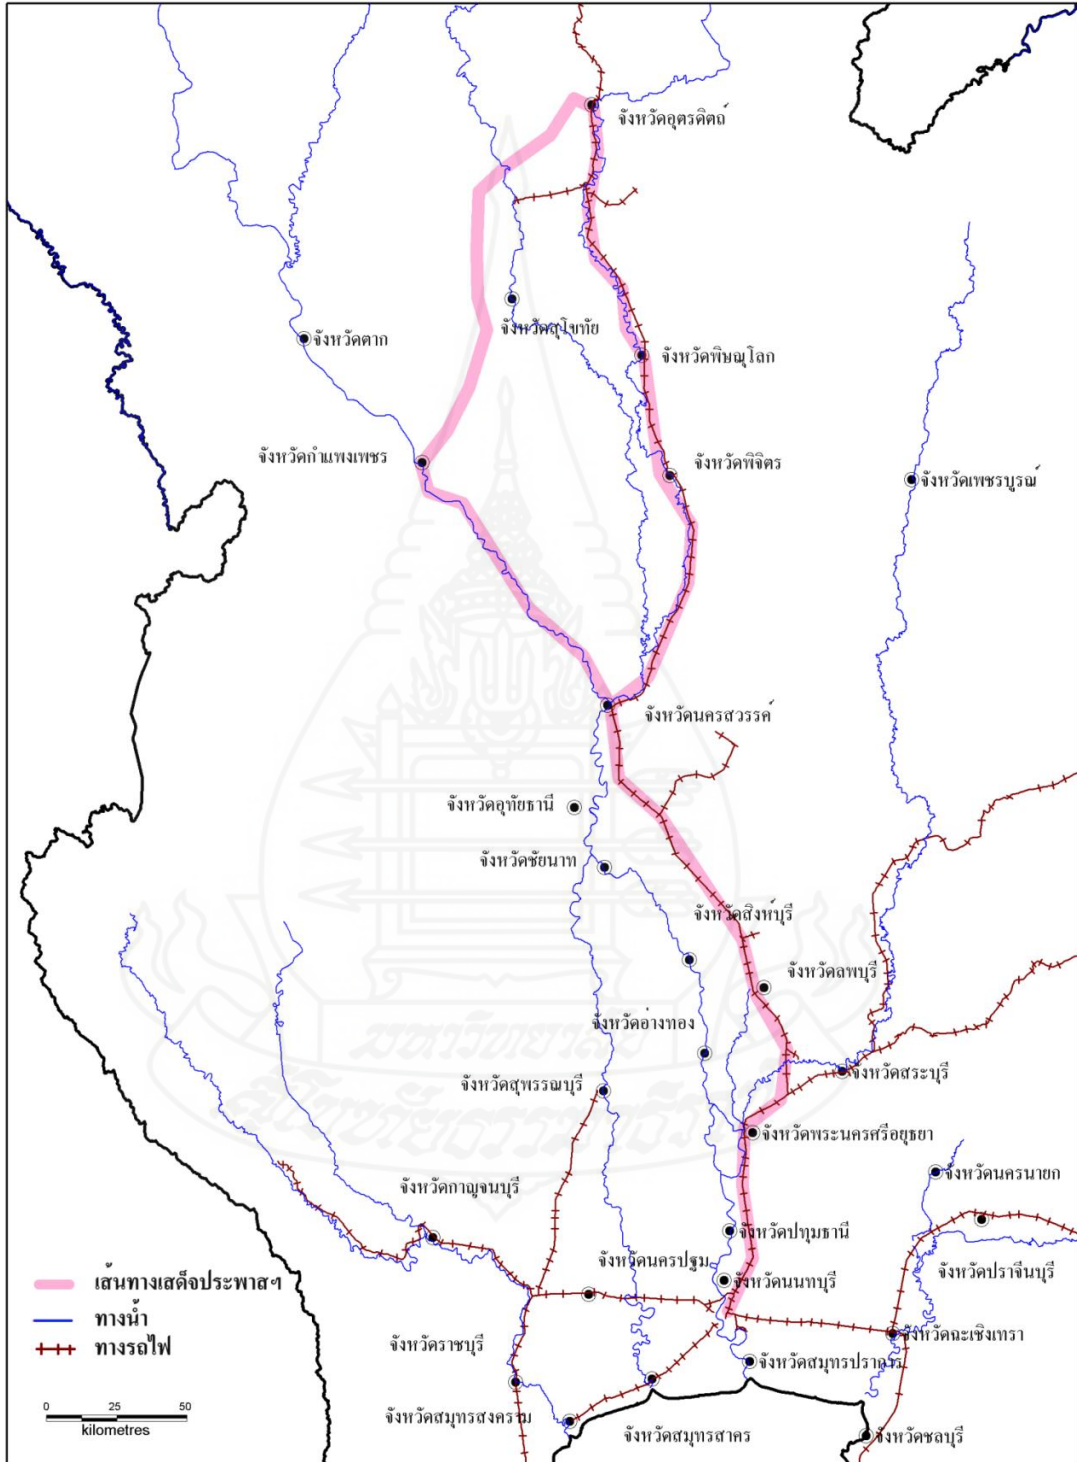 จังหวัดอุตรดิตถ์
จังหวัดสุโขทัย
จังหวัดตาก
จังหวัดพิษณุโลก
จังหวัดกำแพงเพชร
จังหวัดพิจิตร
จังหวัดเพชรบูรณ์
จังหวัดนครสวรรค์
จังหวัดอุทัยธานี
จังหวัดชัยนาท
จังหวัดสิงห์บุรี
จังหวัดลพบุรี
จังหวัดอ่างทอง
จังหวัดสระบุรี
จังหวัดสุพรรณบุรี
จังหวัดพระนครศรีอยุธยา
จังหวัดนครนายก
จังหวัดกาญจนบุรี
จังหวัดปทุมธานี
จังหวัดนครปฐม
จังหวัดปราจีนบุรี
จังหวัดนนทบุรี
เส้นทางเสด็จประพาสฯ
ทางน้ำ
ทางรถไฟ
จังหวัดฉะเชิงเทรา
จังหวัดราชบุรี
จังหวัดสมุทรปราการ
จังหวัดสมุทรสงคราม
จังหวัดสมุทรสาคร
จังหวัดชลบุรี
0 25 50
kilometres